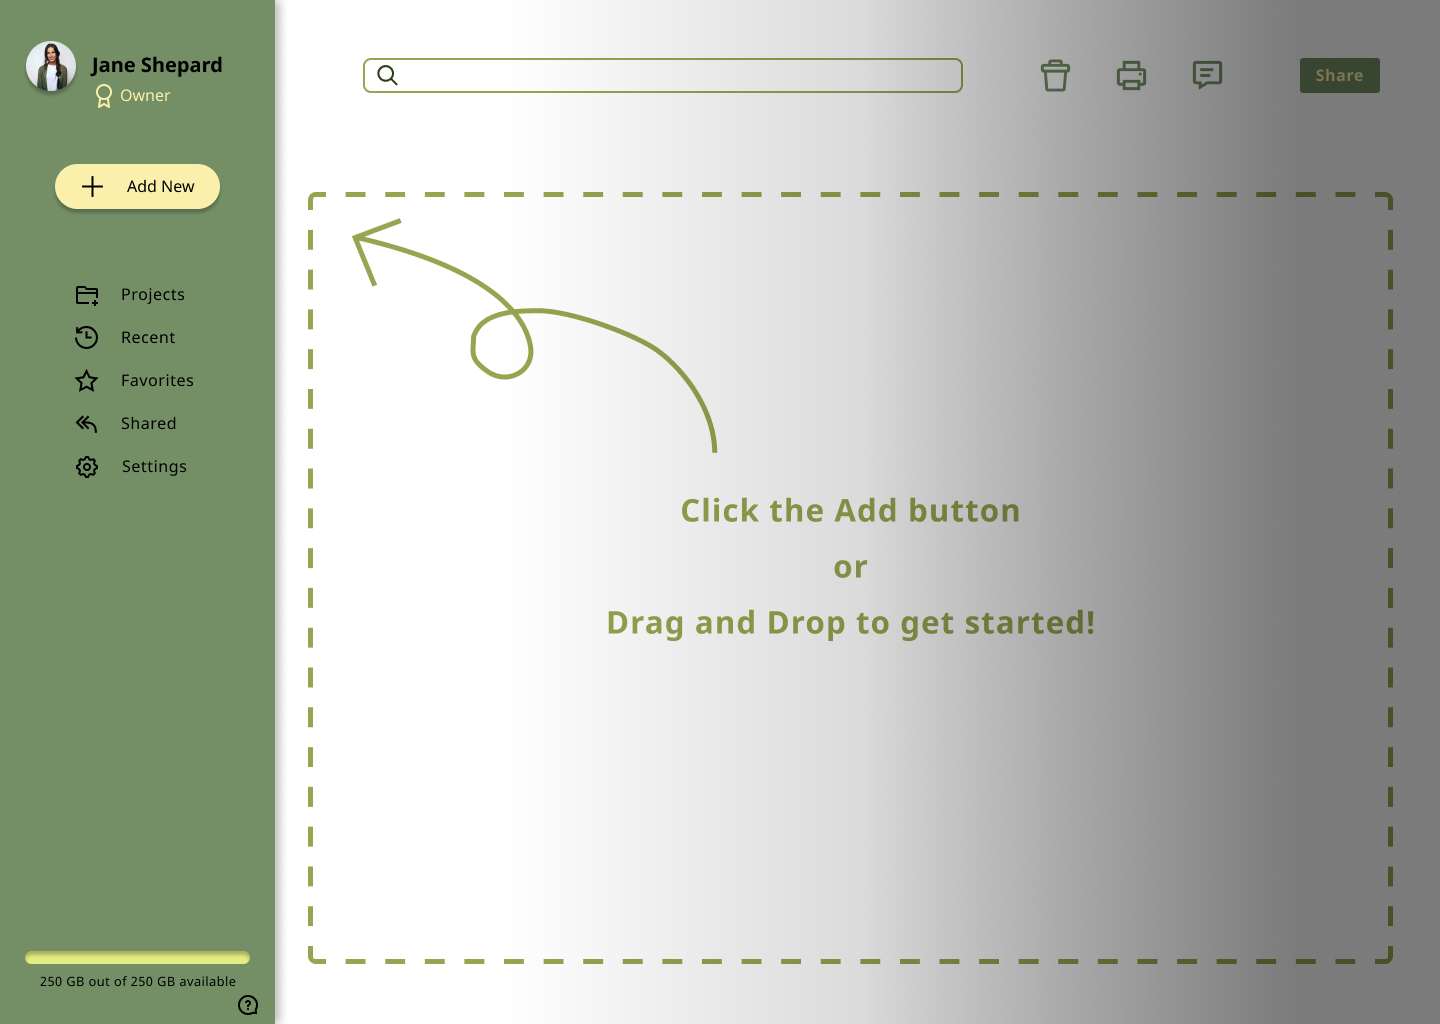 Jane Shepard
Owner
Add New
Projects
Recent
Favorites
Shared
Settings
250 GB out of 250 GB available
Share
Click the Add button
or
Drag and Drop to get started!